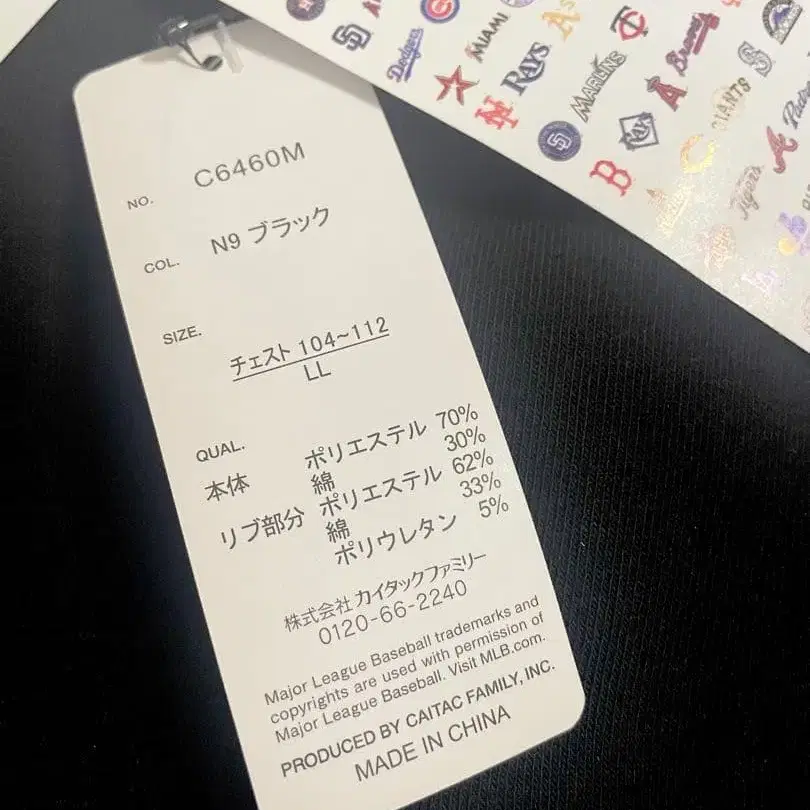 NO. C6460M
COL. N9 ブラック
SIZE.
チェスト 104~112
LL
QUAL.
本体 ポリエステル 70%
綿 30%
リブ部分 ポリエステル 62%
綿 33%
ポリウレタン 5%
株式会社 カイタックファミリー
0120-66-2240
Major League Baseball trademarks and
copyrights are used with permission of
Major League Baseball. Visit MLB.com.
PRODUCED BY CAITAC FAMILY, INC.
MADE IN CHINA
Dodgers
MIAMI
RAYS
A's
MARLINS
Braves
GIANTS
Tigers
B